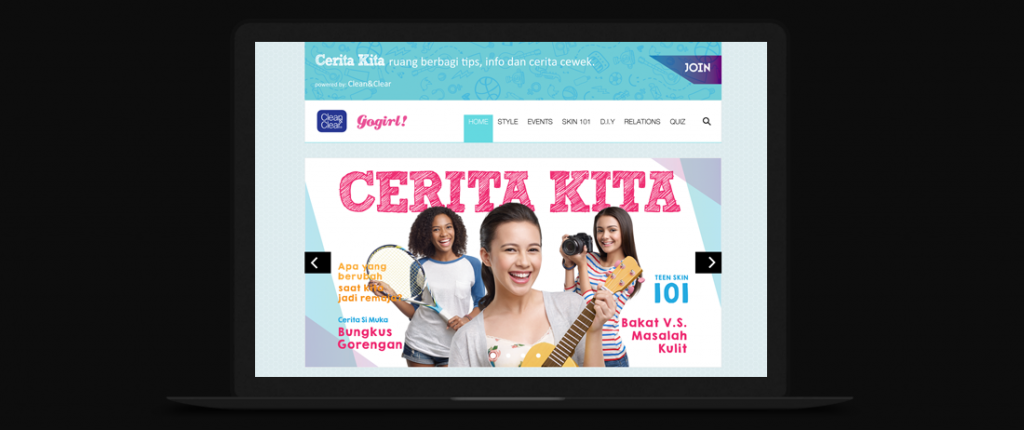 Cerita Kita ruang berbagi tips, info dan cerita cewek.
powered by Clean&Clear
JOIN
Clean & Clear
Gogirl!
HOME STYLE EVENTS SKIN 101 D.I.Y RELATIONS QUIZ
CERITA KITA
Apa yang
berubah
saat kita
jadi remaja?
Cerita Si Muka
Bungkus
Gorengan
TEEN SKIN
101
Bakat V.S.
Masalah
Kulit